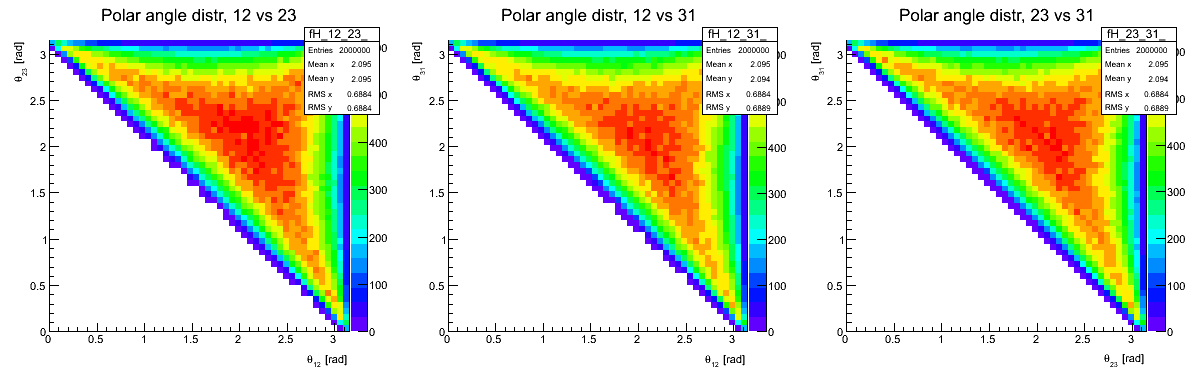 Polar angle distr, 12 vs 23
fH_12_23_
Entries 2000000
Mean x 2.095
Mean y 2.095
RMS x 0.6884
RMS y 0.6884
θ23 [rad]
3
2.5
2
1.5
1
0.5
0
0 0.5 1 1.5 2 2.5 3
θ12 [rad]
400
300
200
100
0
Polar angle distr, 12 vs 31
fH_12_31_
Entries 2000000
Mean x 2.095
Mean y 2.094
RMS x 0.6884
RMS y 0.6889
θ31 [rad]
3
2.5
2
1.5
1
0.5
0
0 0.5 1 1.5 2 2.5 3
θ12 [rad]
400
300
200
100
0
Polar angle distr, 23 vs 31
fH_23_31_
Entries 2000000
Mean x 2.095
Mean y 2.094
RMS x 0.6884
RMS y 0.6889
θ31 [rad]
3
2.5
2
1.5
1
0.5
0
0 0.5 1 1.5 2 2.5 3
θ23 [rad]
400
300
200
100
0